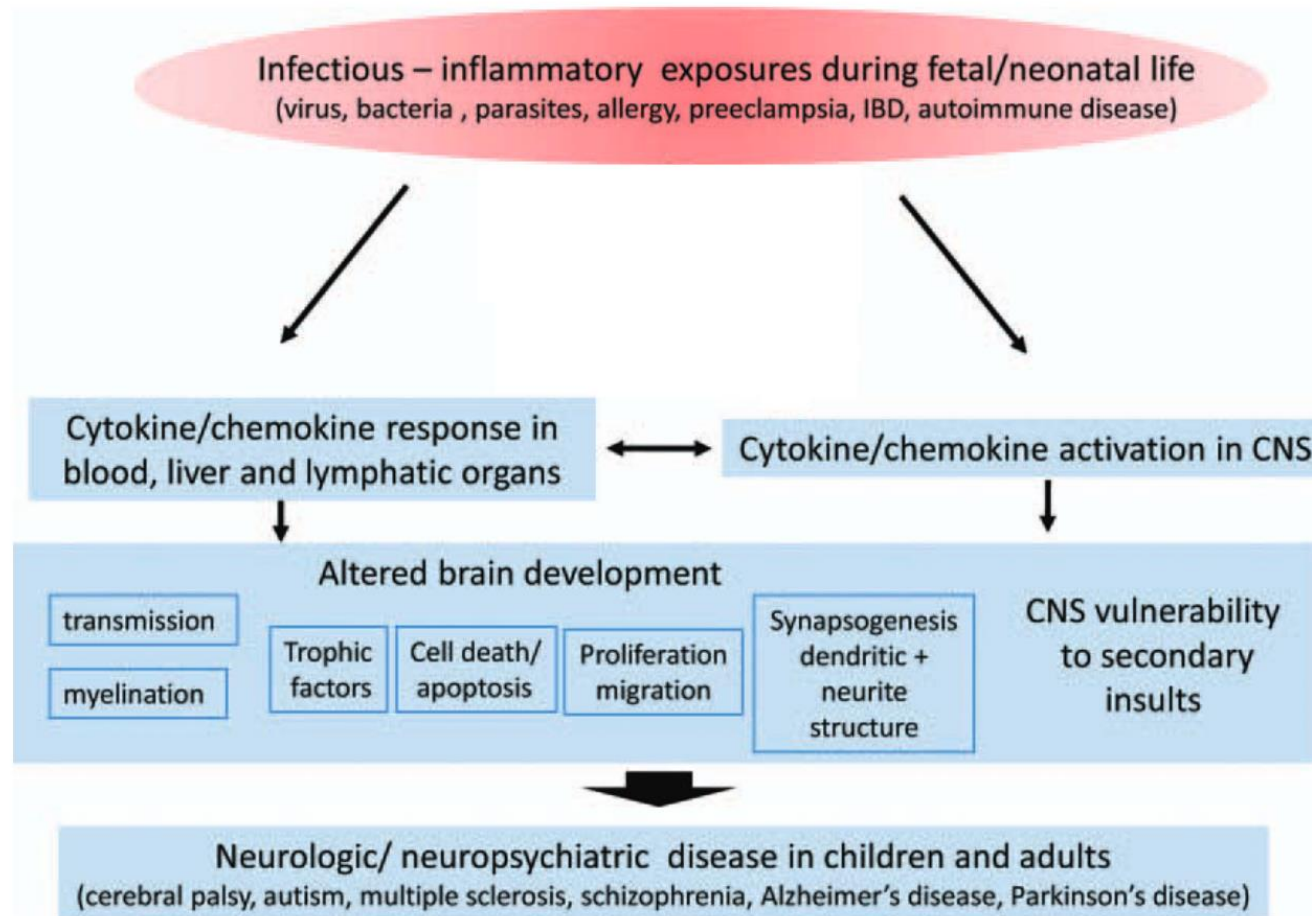 Infectious – inflammatory exposures during fetal/neonatal life
(virus, bacteria , parasites, allergy, preeclampsia, IBD, autoimmune disease)
Cytokine/chemokine response in
blood, liver and lymphatic organs
Cytokine/chemokine activation in CNS
Altered brain development
transmission
myelination
Trophic
factors
Cell death/
apoptosis
Proliferation
migration
Synapsogenesis
dendritic +
neurite
structure
CNS vulnerability
to secondary
insults
Neurologic/ neuropsychiatric disease in children and adults
(cerebral palsy, autism, multiple sclerosis, schizophrenia, Alzheimer's disease, Parkinson's disease)